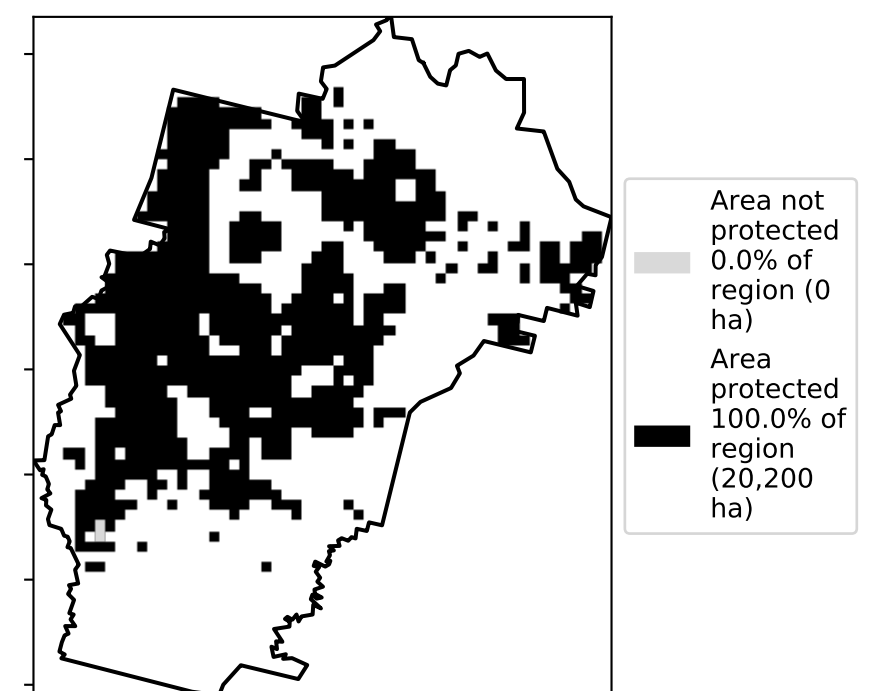 Area not
protected
0.0% of
region (0
ha)
Area
protected
100.0% of
region
(20,200
ha)